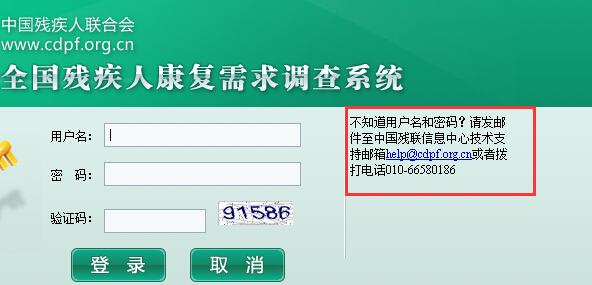 中国残疾人联合会
www.cdpf.org.cn
全国残疾人康复需求调查系统
用户名：
密 码：
验证码：
91586
登 录
取 消
不知道用户名和密码？请发邮
件至中国残联信息中心技术支
持邮箱help@cdpf.org.cn或者拨
打电话010-66580186